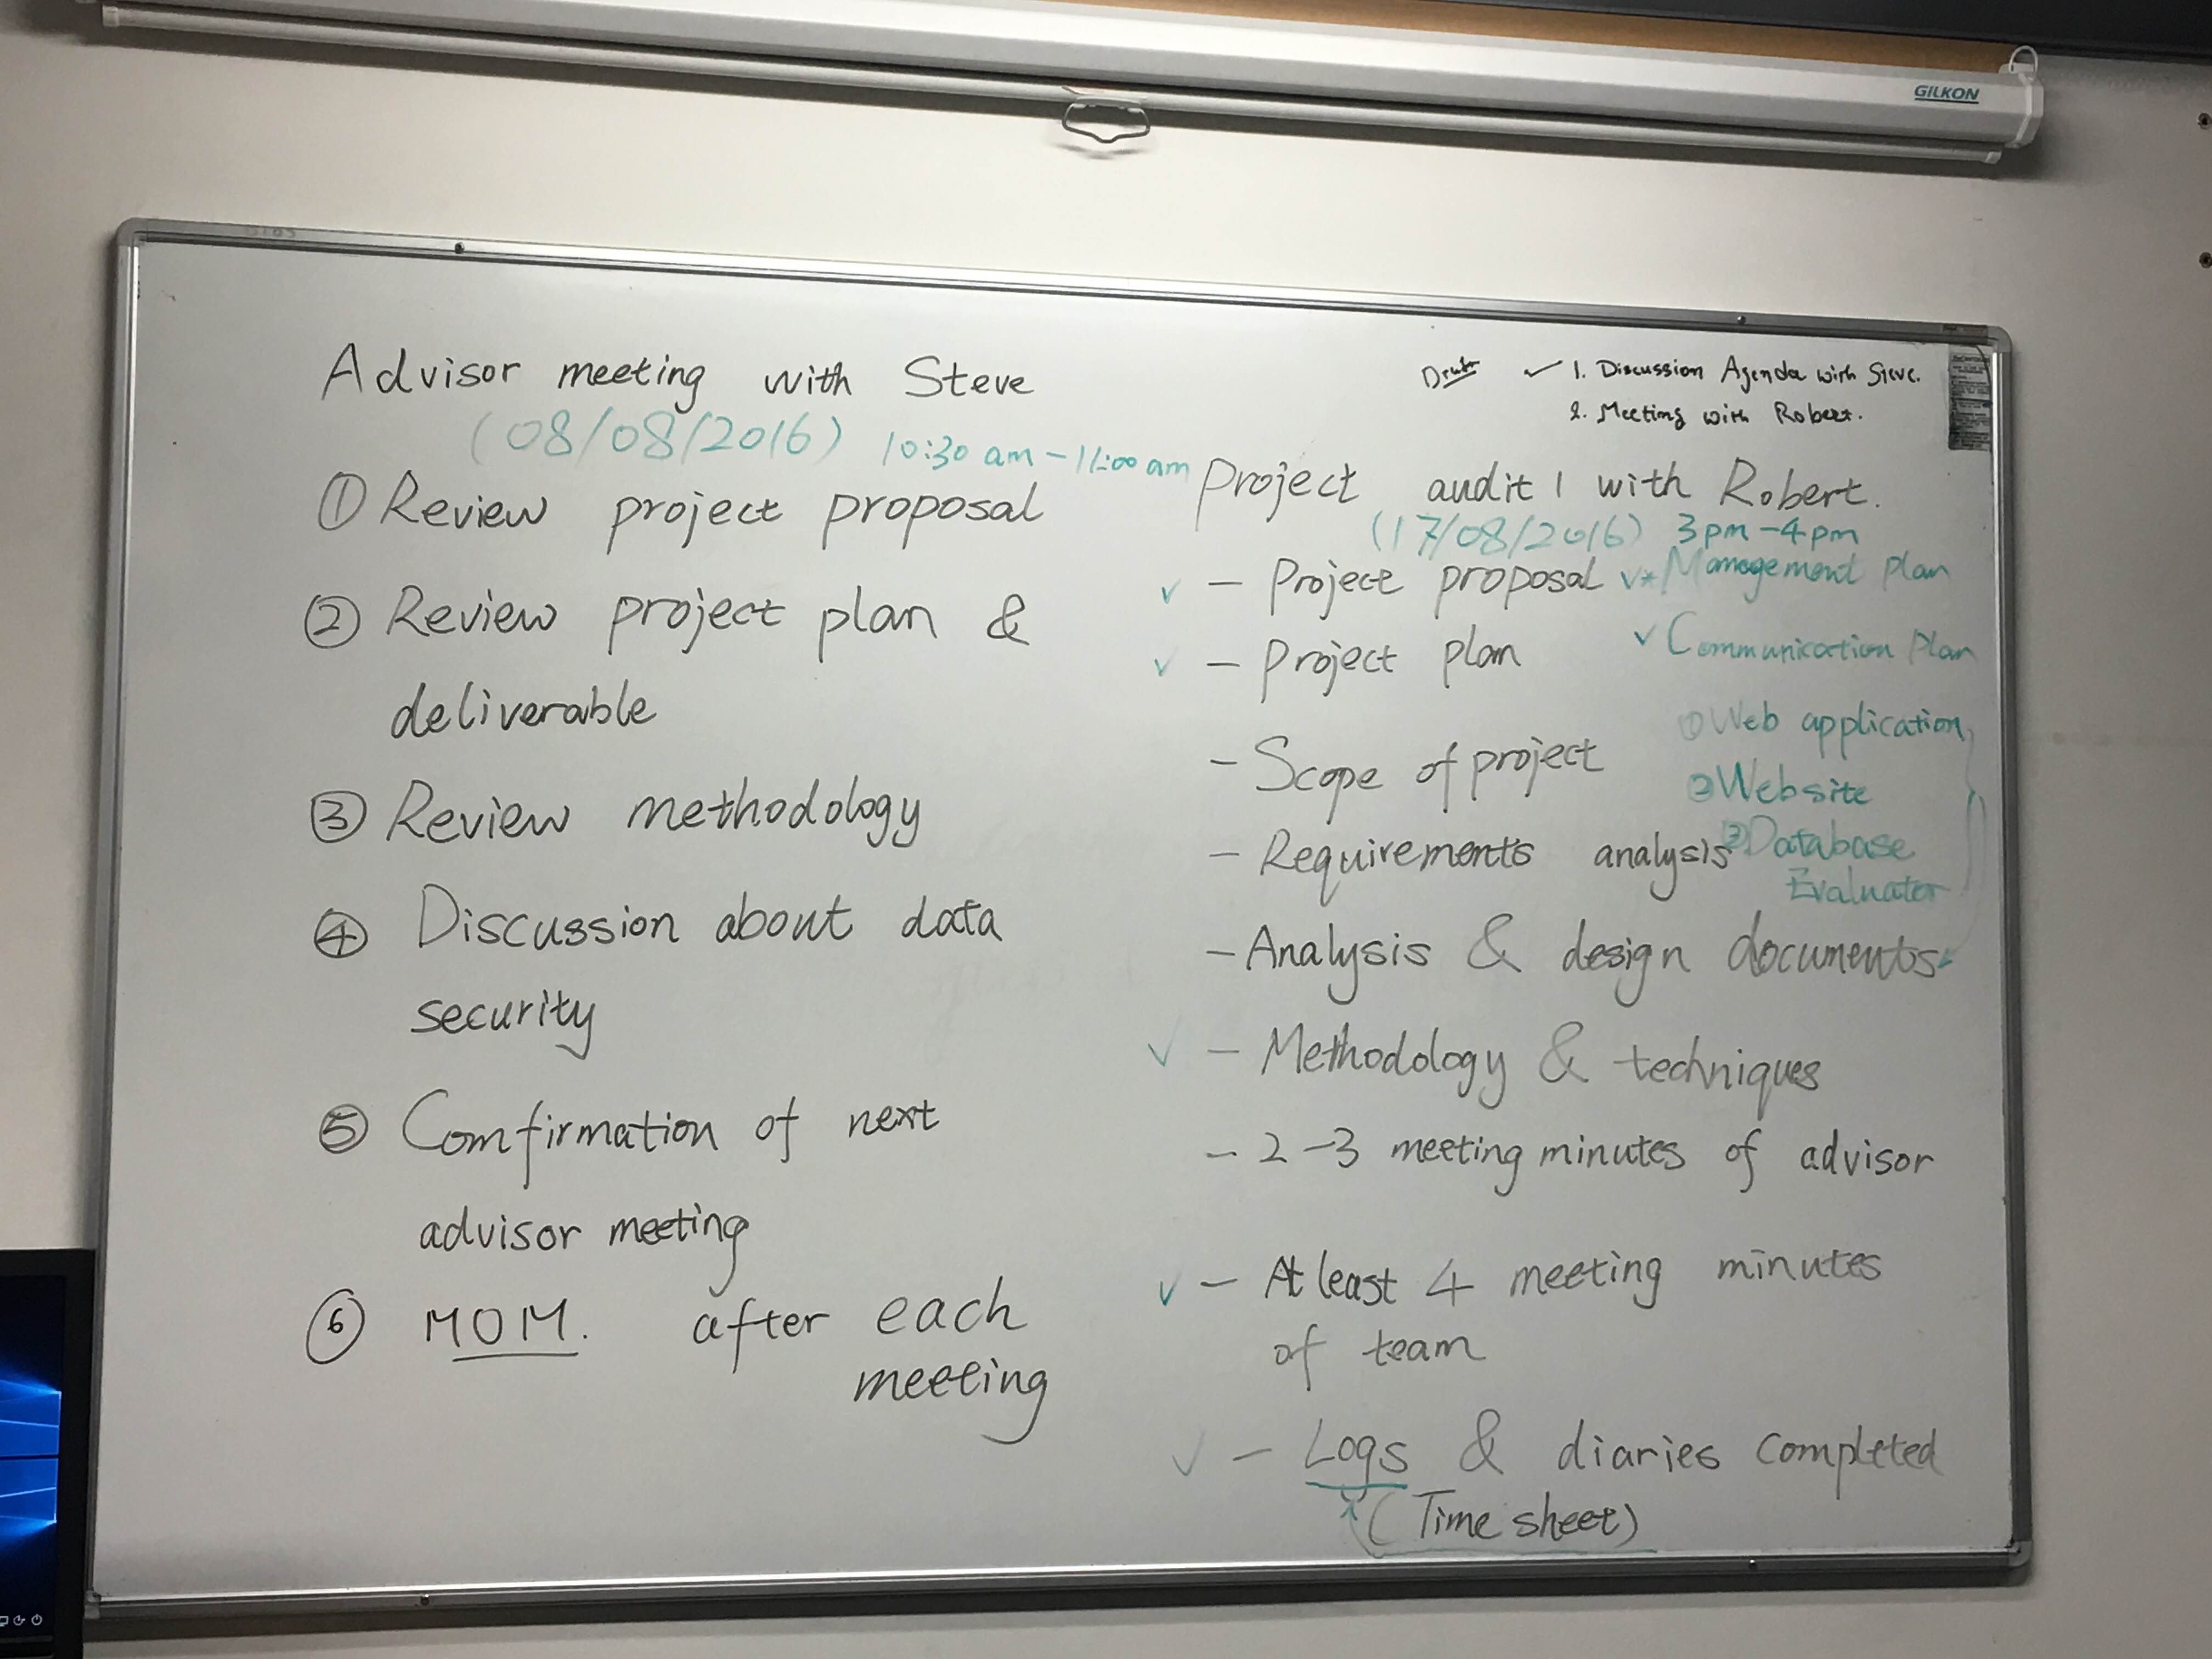 GILKON
Advisor meeting with Steve
(08/08/2016) 10:30 am - 11:00 am
① Review project proposal
② Review project plan &
deliverable
③ Review methodology
④ Discussion about data
security
⑤ Comfirmation of next
advisor meeting
⑥ MOM. after each
meeting
✓ 1. Discussion Agenda with Steve.
2. Meeting with Robert.
Project audit 1 with Robert.
(17/08/2016) 3pm - 4pm
✓ - Project proposal ✓* Management Plan
✓ - Project plan ✓ Communication Plan
- Scope of project
① Web application
② Website
- Requirements analysis ③ Database
Evaluator
- Analysis & design documents
✓ - Methodology & techniques
- 2-3 meeting minutes of advisor
✓ - At least 4 meeting minutes
of team
✓ - Logs & diaries completed
(Time sheet)